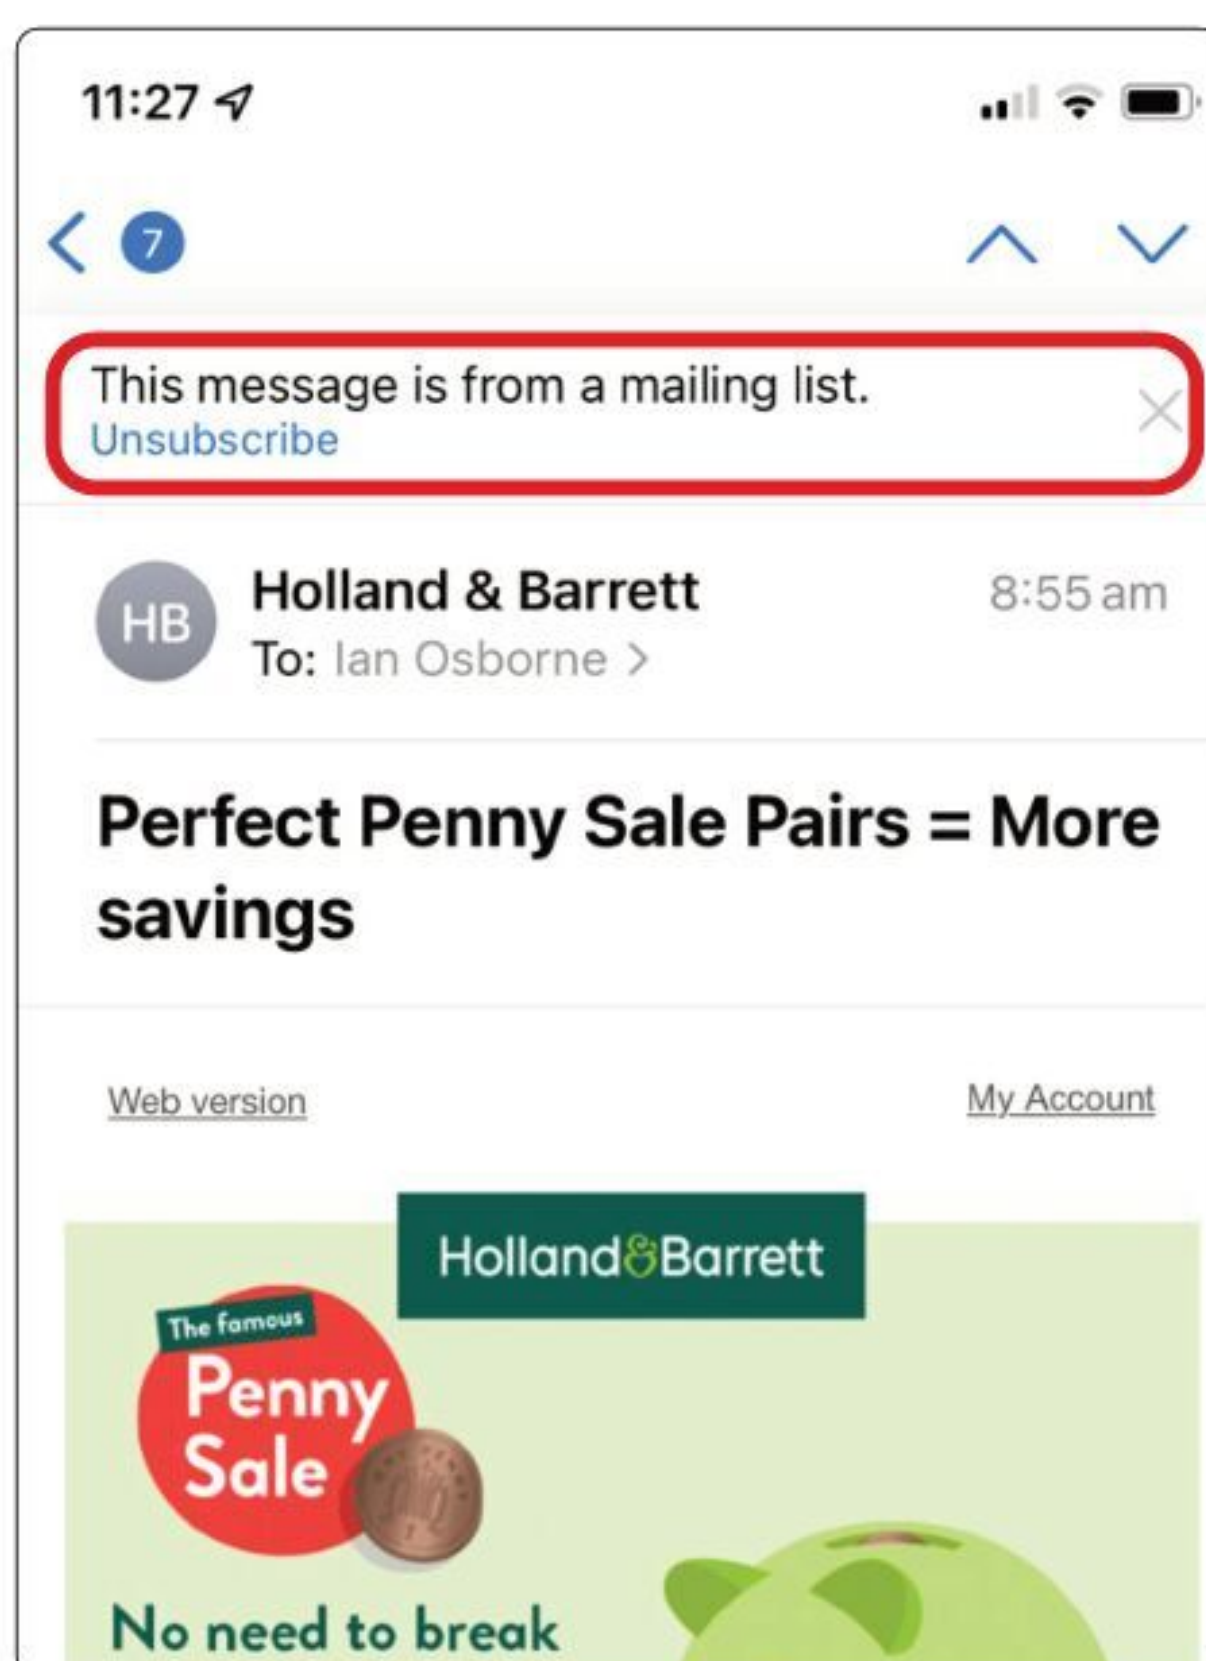 11:27
7
This message is from a mailing list.
Unsubscribe
HB
Holland & Barrett
8:55 am
To: Ian Osborne >
Perfect Penny Sale Pairs = More
savings
Web version
My Account
Holland&Barrett
The famous
Penny
Sale
No need to break